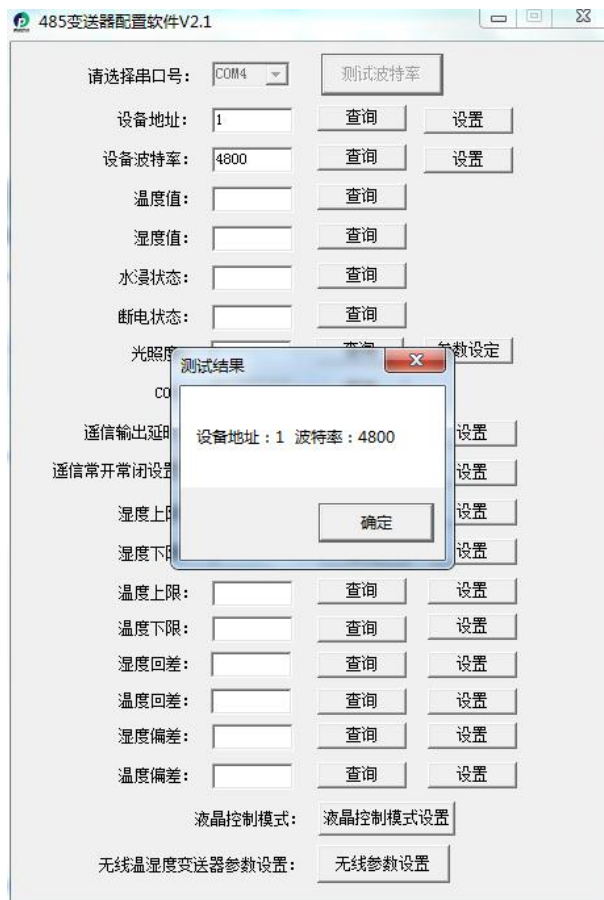 485变送器配置软件V2.1
请选择串口号： COM4 测试波特率
设备地址： 1 查询 设置
设备波特率： 4800 查询 设置
温度值： 查询
湿度值： 查询
水浸状态： 查询
断电状态： 查询
光照度 查询 参数设定
测试结果
CO
设备地址：1 波特率：4800
遥信输出延时 设置
遥信常开常闭设置 设置
确定
湿度上限 设置
湿度下限 设置
温度上限： 查询 设置
温度下限： 查询 设置
湿度回差： 查询 设置
温度回差： 查询 设置
湿度偏差： 查询 设置
温度偏差： 查询 设置
液晶控制模式： 液晶控制模式设置
无线温湿度变送器参数设置： 无线参数设置